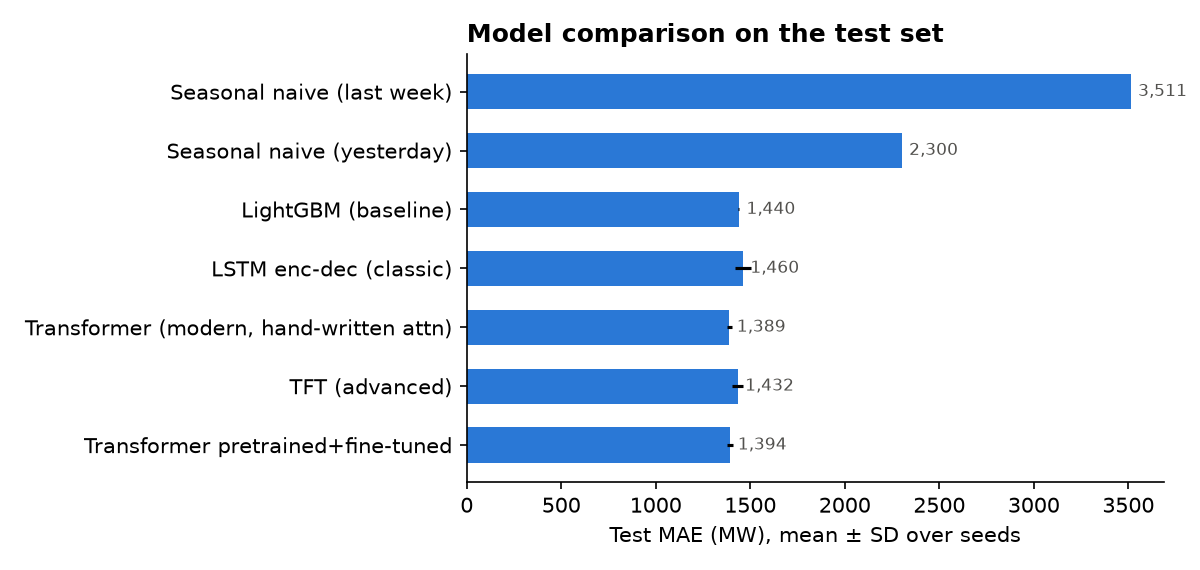 Model comparison on the test set
Seasonal naive (last week)
3,511
Seasonal naive (yesterday)
2,300
LightGBM (baseline)
1,440
LSTM enc-dec (classic)
1,460
Transformer (modern, hand-written attn)
1,389
TFT (advanced)
1,432
Transformer pretrained+fine-tuned
1,394
0 500 1000 1500 2000 2500 3000 3500
Test MAE (MW), mean ± SD over seeds